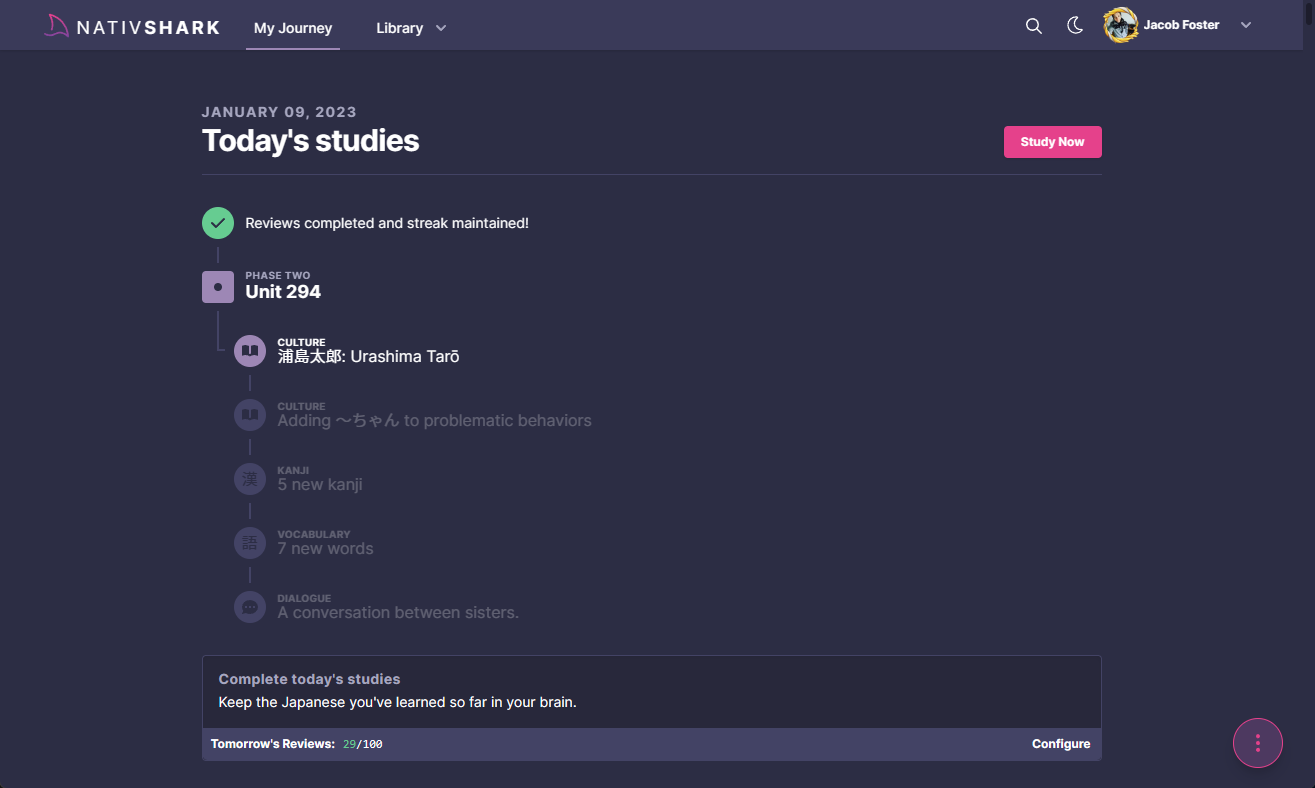 NATIVSHARK
My Journey
Library
Jacob Foster
JANUARY 09, 2023
Today's studies
Study Now
Reviews completed and streak maintained!
PHASE TWO
Unit 294
CULTURE
浦島太郎: Urashima Tarō
CULTURE
Adding 〜ちゃん to problematic behaviors
漢
KANJI
5 new kanji
語
VOCABULARY
7 new words
DIALOGUE
A conversation between sisters.
Complete today's studies
Keep the Japanese you've learned so far in your brain.
Tomorrow's Reviews: 29/100
Configure